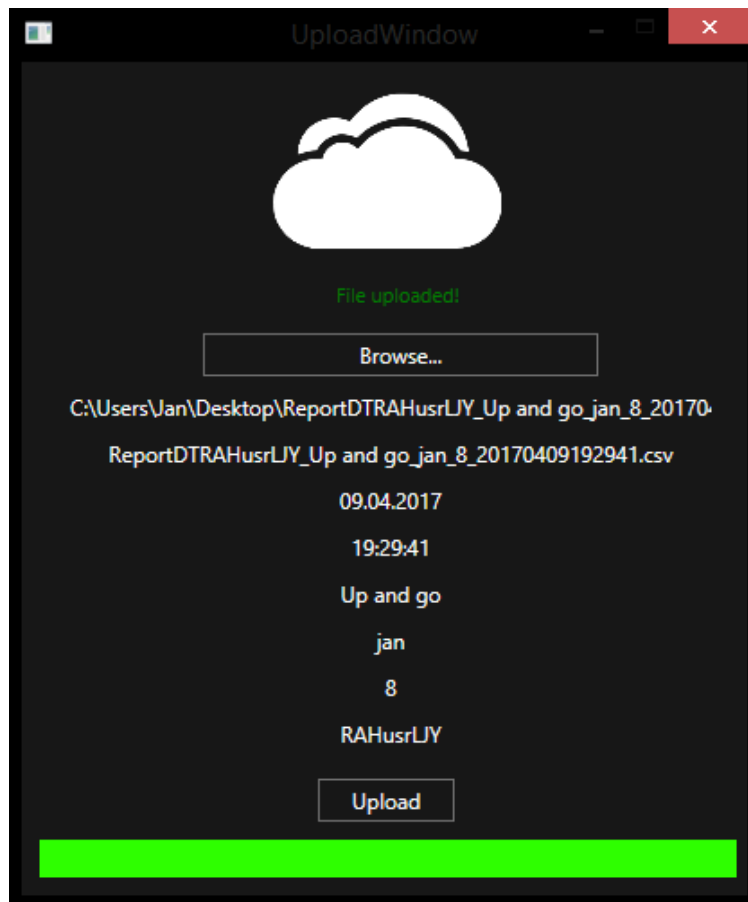 UploadWindow
File uploaded!
Browse...
C:\Users\Jan\Desktop\ReportDTRAHusrLJY_Up and go_jan_8_20170
ReportDTRAHusrLJY_Up and go_jan_8_20170409192941.csv
09.04.2017
19:29:41
Up and go
jan
8
RAHusrLJY
Upload